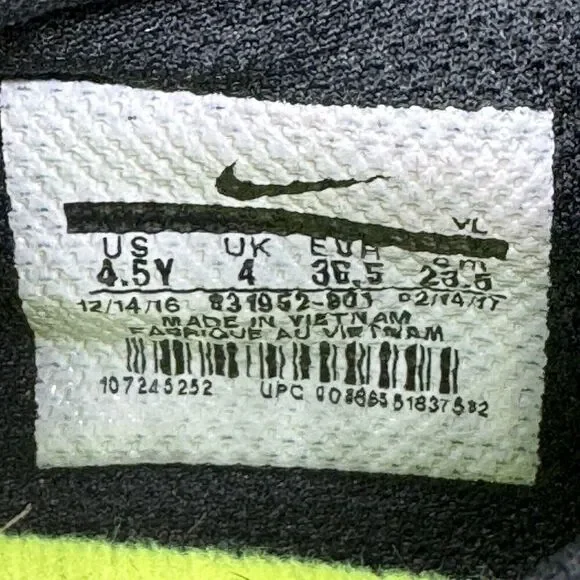 VL
US UK EUR cm
4.5Y 4 36.5 23.5
12/14/16 831952-801 02/14/17
MADE IN VIETNAM
FABRIQUE AU VIETNAM
107245252 UPC